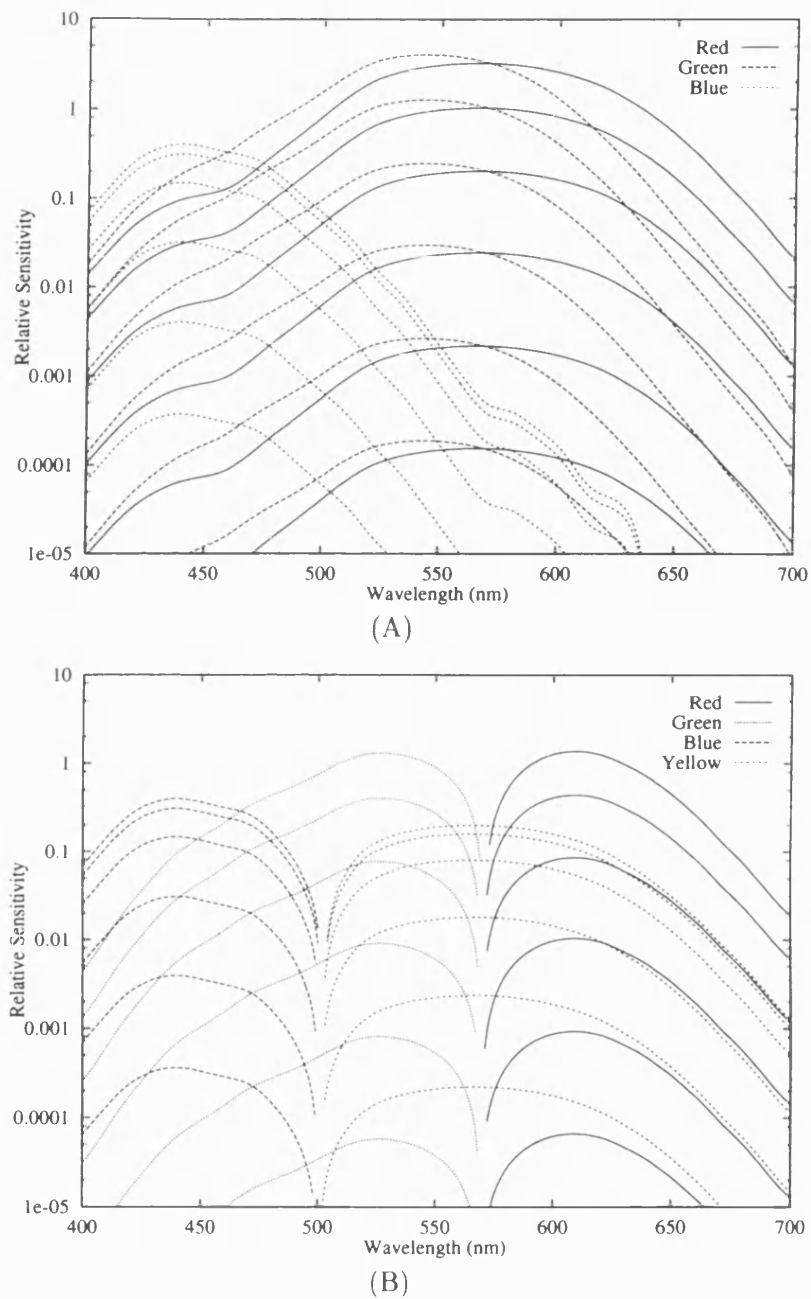 10
1
0.1
0.01
0.001
0.0001
1e-05
Relative Sensitivity
Red
Green
Blue
400
450
500
550
600
650
700
Wavelength (nm)
(A)
10
1
0.1
0.01
0.001
0.0001
1e-05
Relative Sensitivity
Red
Green
Blue
Yellow
400
450
500
550
600
650
700
Wavelength (nm)
(B)